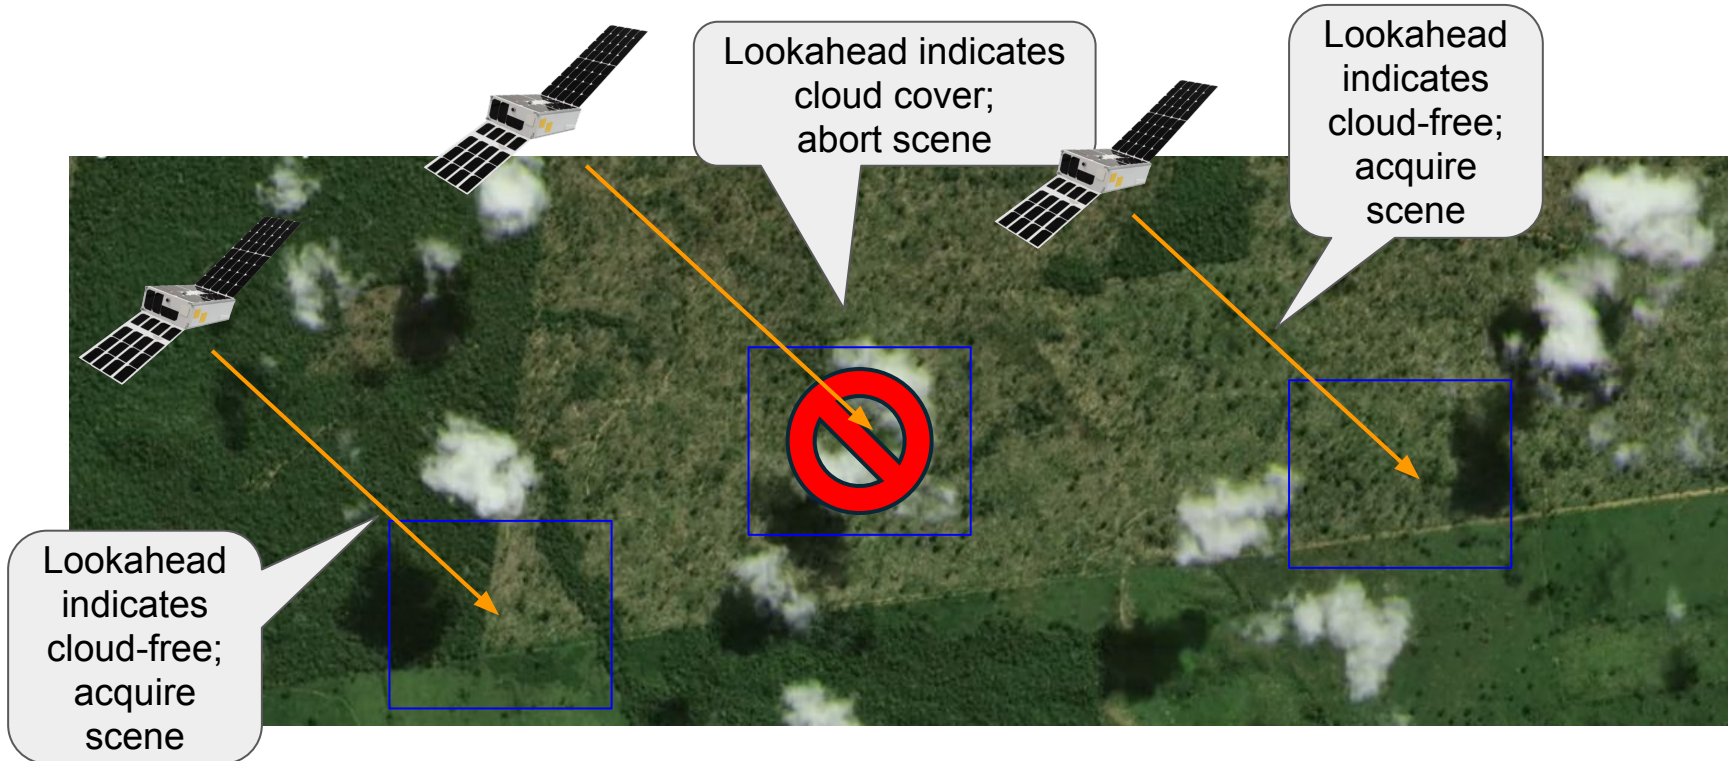 Lookahead indicates
cloud cover;
abort scene
Lookahead
indicates
cloud-free;
acquire
scene
Lookahead
indicates
cloud-free;
acquire
scene